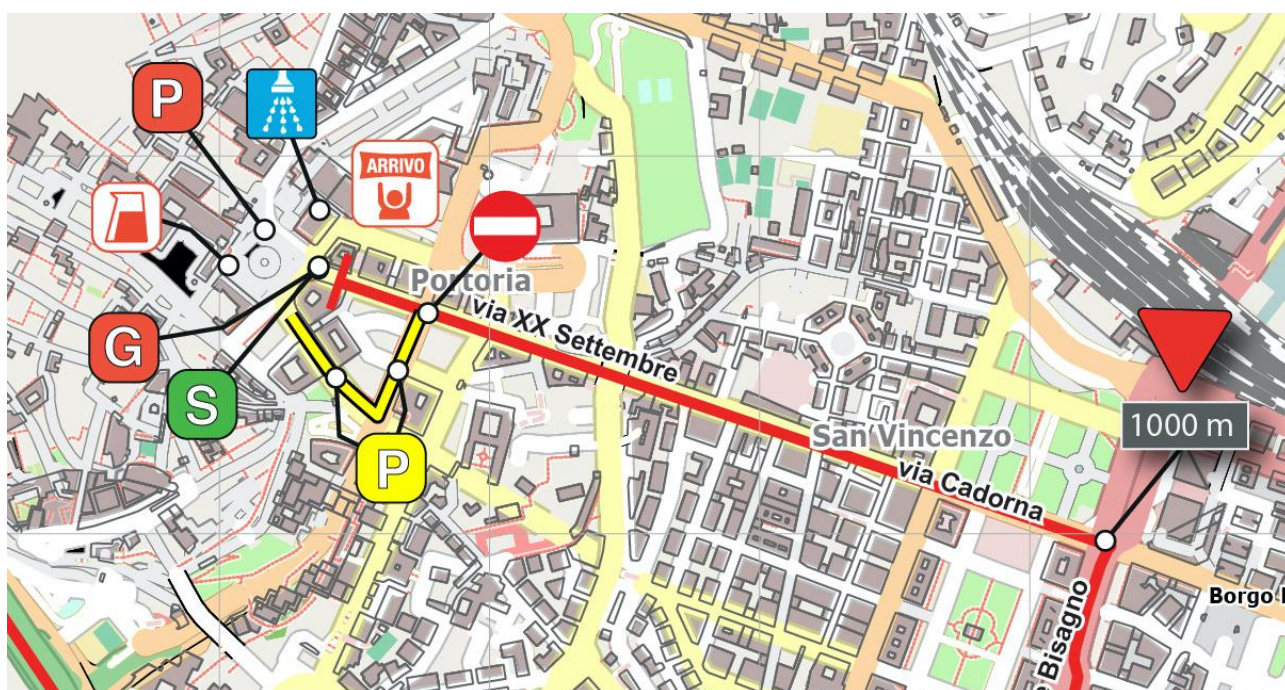 P
ARRIVO
Portoria
via XX Settembre
G
S
P
1000 m
San Vincenzo
via Cadorna
Bisagno
Borgo